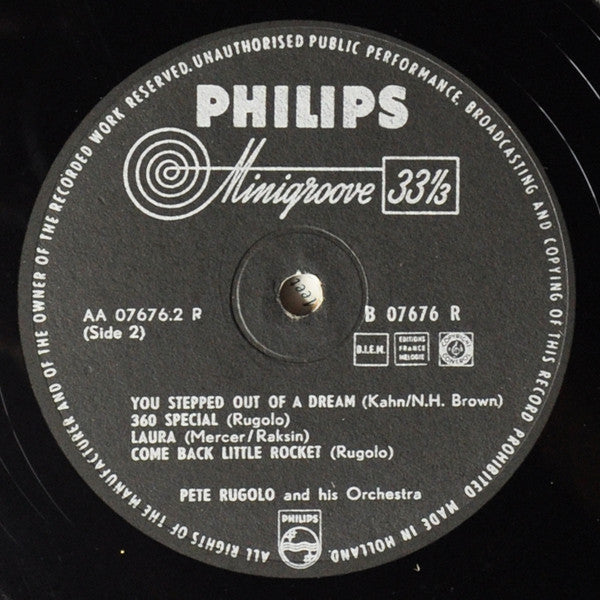 ALL RIGHTS OF THE MANUFACTURER AND OF THE OWNER OF THE RECORDED WORK RESERVED. UNAUTHORISED PUBLIC PERFORMANCE, BROADCASTING AND COPYING OF THIS RECORD PROHIBITED MADE IN HOLLAND.
PHILIPS
Minigroove 33⅓
AA 07676.2 R
(Side 2)
B 07676 R
B.I.E.M.
EDITIONS
FRANCE
MELODIE
COPYRIGHT
CONTROL
YOU STEPPED OUT OF A DREAM (Kahn/N.H. Brown)
360 SPECIAL (Rugolo)
LAURA (Mercer/Raksin)
COME BACK LITTLE ROCKET (Rugolo)
PETE RUGOLO and his Orchestra
PHILIPS